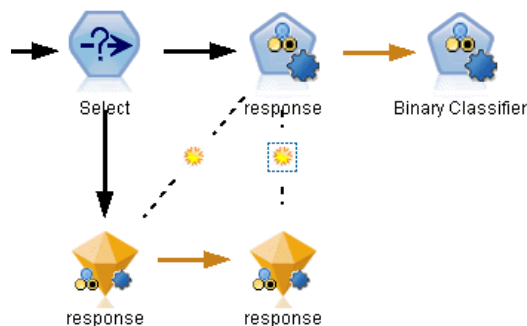 Select
response
Binary Classifier
response
response